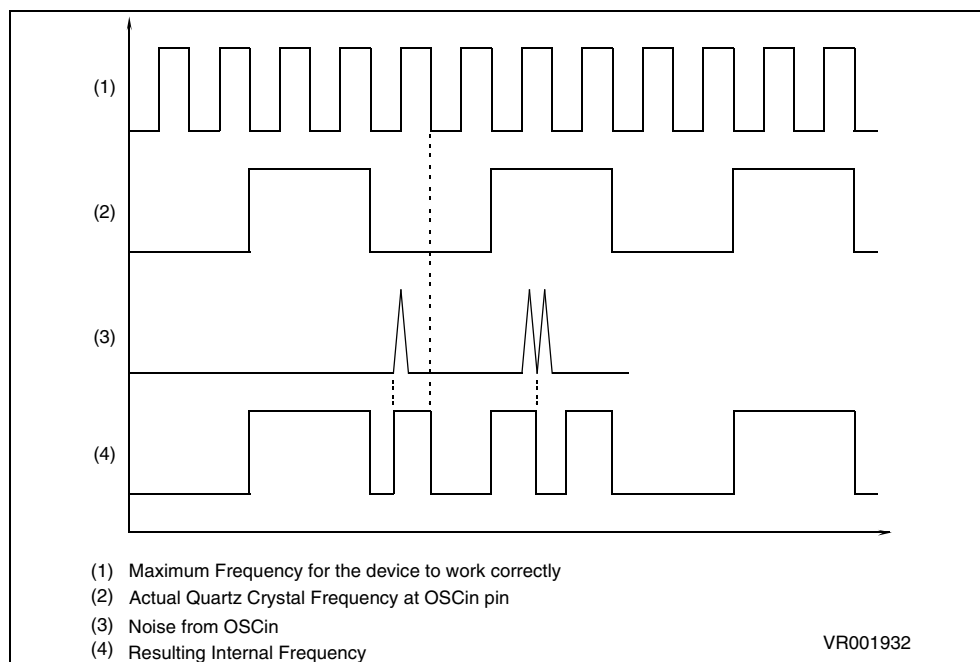 (1)
(2)
(3)
(4)
(1) Maximum Frequency for the device to work correctly
(2) Actual Quartz Crystal Frequency at OSCin pin
(3) Noise from OSCin
(4) Resulting Internal Frequency
VR001932